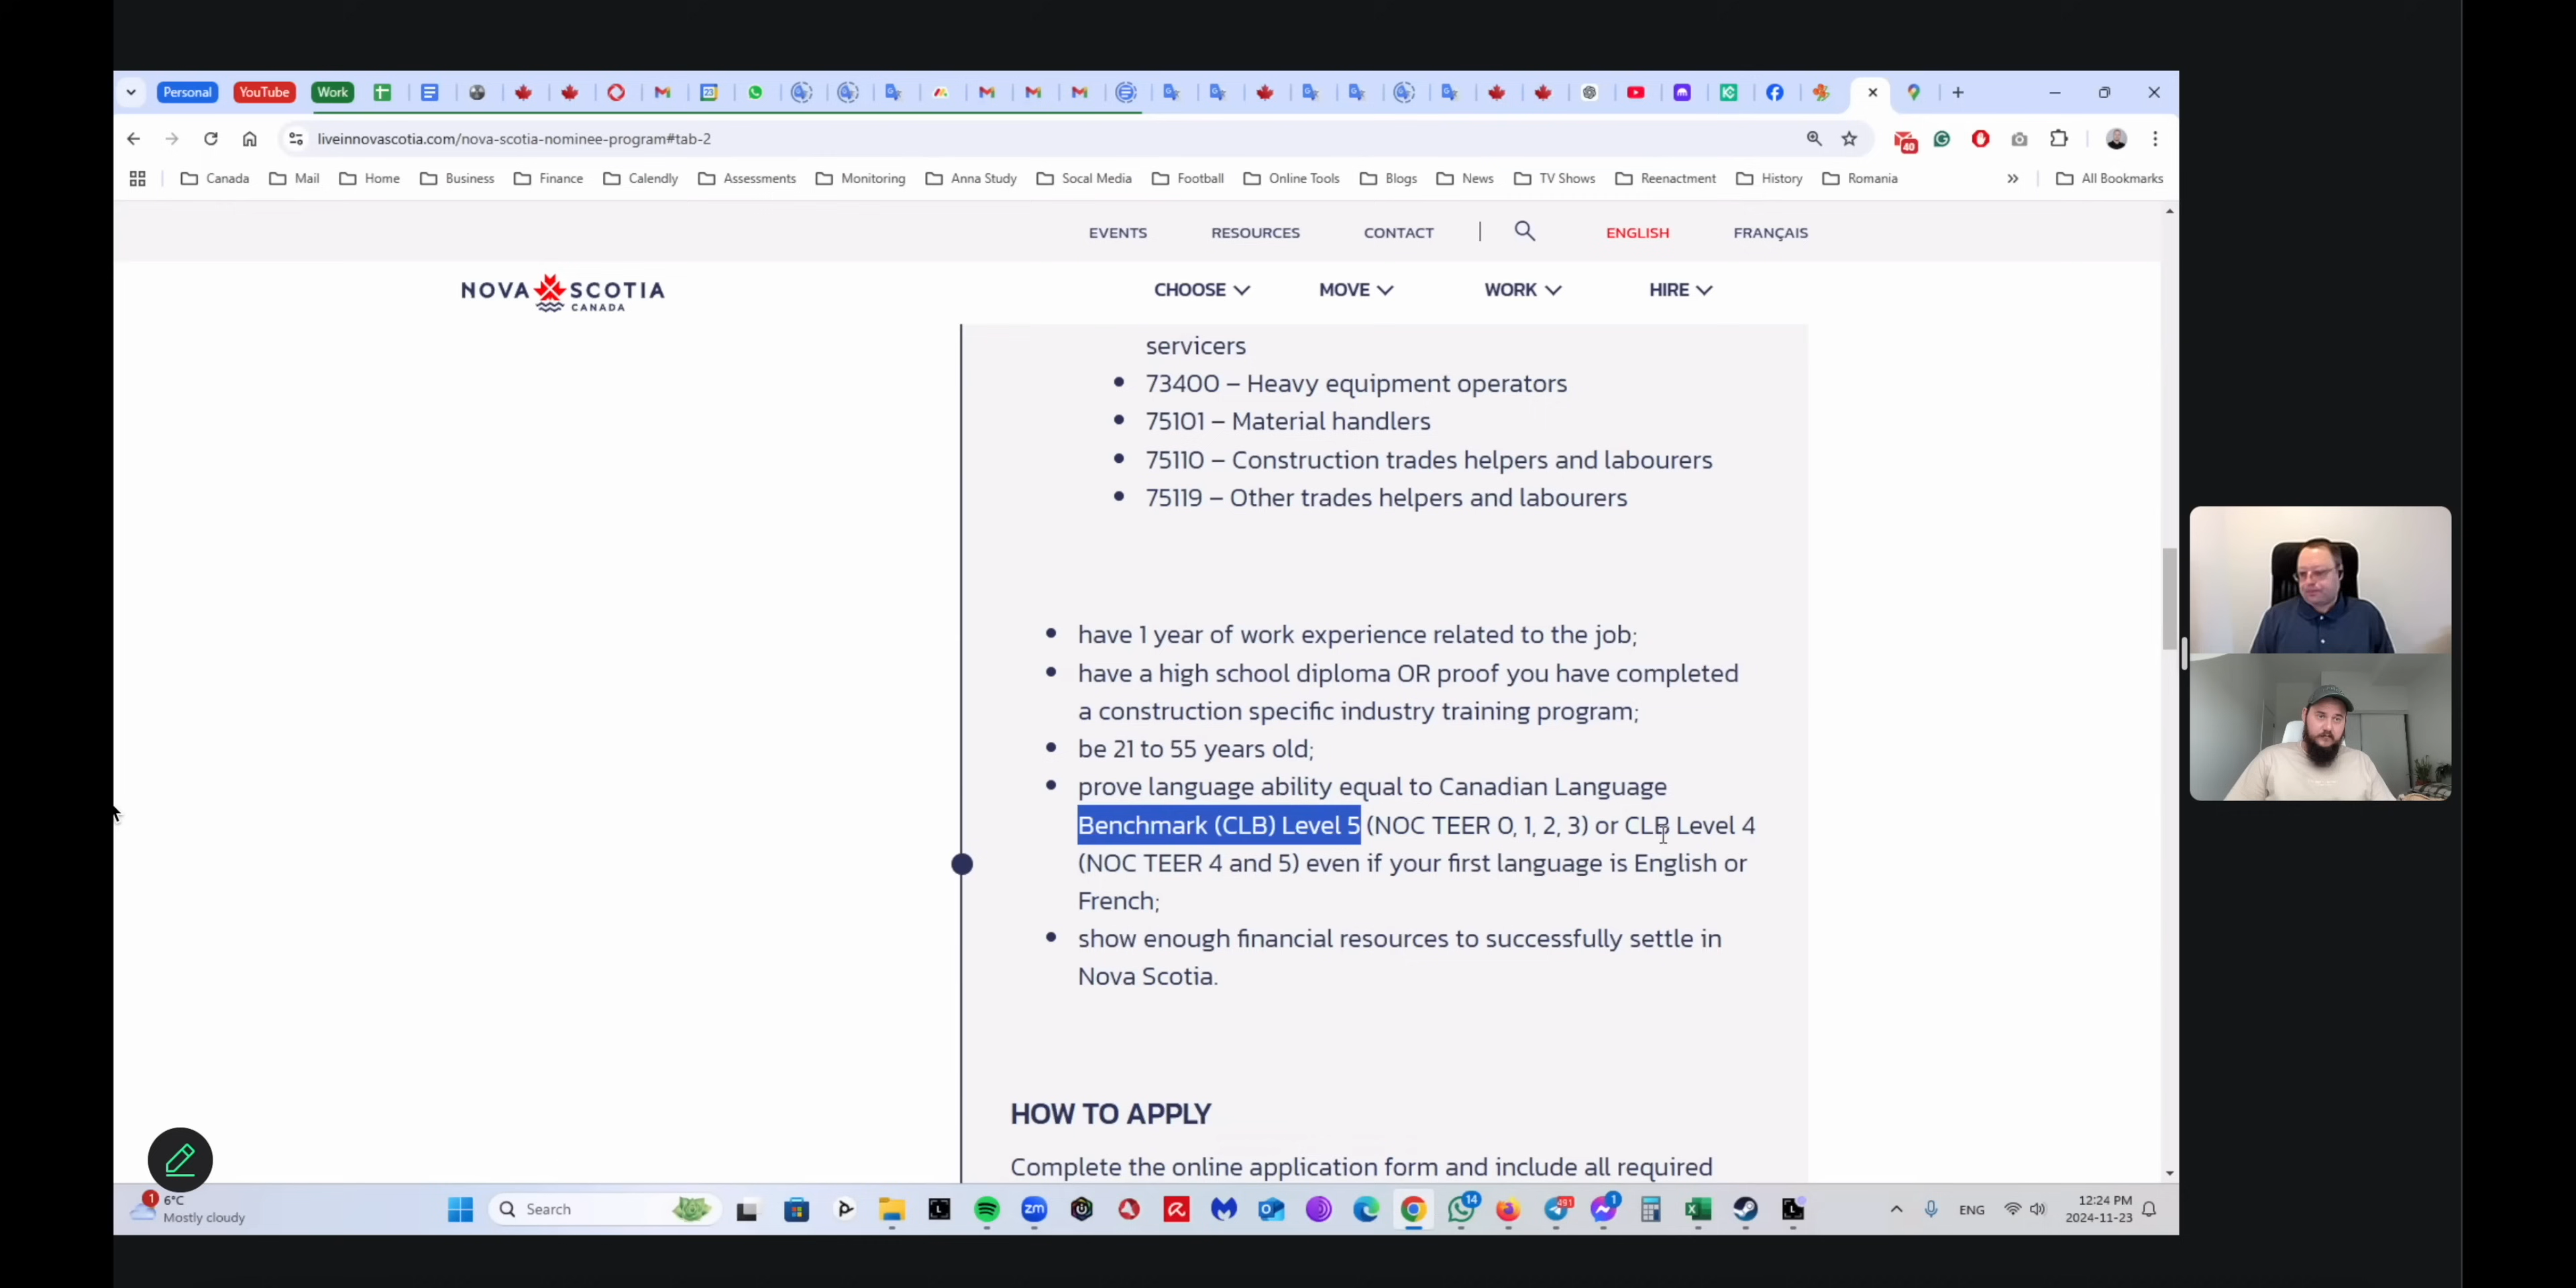 Personal YouTube Work
liveinnovascotia.com/nova-scotia-nominee-program#tab-2
40
Canada Mail Home Business Finance Calendly Assessments Monitoring Anna Study Socal Media Football Online Tools Blogs News TV Shows Reenactment History Romania » All Bookmarks
EVENTS RESOURCES CONTACT | ENGLISH FRANÇAIS
NOVA SCOTIA
CANADA
CHOOSE MOVE WORK HIRE
servicers
• 73400 – Heavy equipment operators
• 75101 – Material handlers
• 75110 – Construction trades helpers and labourers
• 75119 – Other trades helpers and labourers
• have 1 year of work experience related to the job;
• have a high school diploma OR proof you have completed
a construction specific industry training program;
• be 21 to 55 years old;
• prove language ability equal to Canadian Language
Benchmark (CLB) Level 5 (NOC TEER 0, 1, 2, 3) or CLB Level 4
(NOC TEER 4 and 5) even if your first language is English or
French;
• show enough financial resources to successfully settle in
Nova Scotia.
HOW TO APPLY
Complete the online application form and include all required
1
6°C
Mostly cloudy
Search
zm
14
491
1
ENG
12:24 PM
2024-11-23